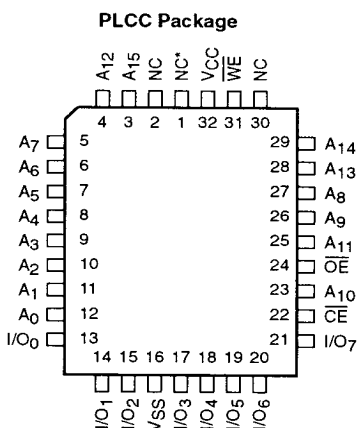 PLCC Package
A12 A15 NC NC* VCC W̅E̅ NC
4 3 2 1 32 31 30
A7 5 29 A14
A6 6 28 A13
A5 7 27 A8
A4 8 26 A9
A3 9 25 A11
A2 10 24 O̅E̅
A1 11 23 A10
A0 12 22 C̅E̅
I/O0 13 21 I/O7
14 15 16 17 18 19 20
I/O1 I/O2 VSS I/O3 I/O4 I/O5 I/O6